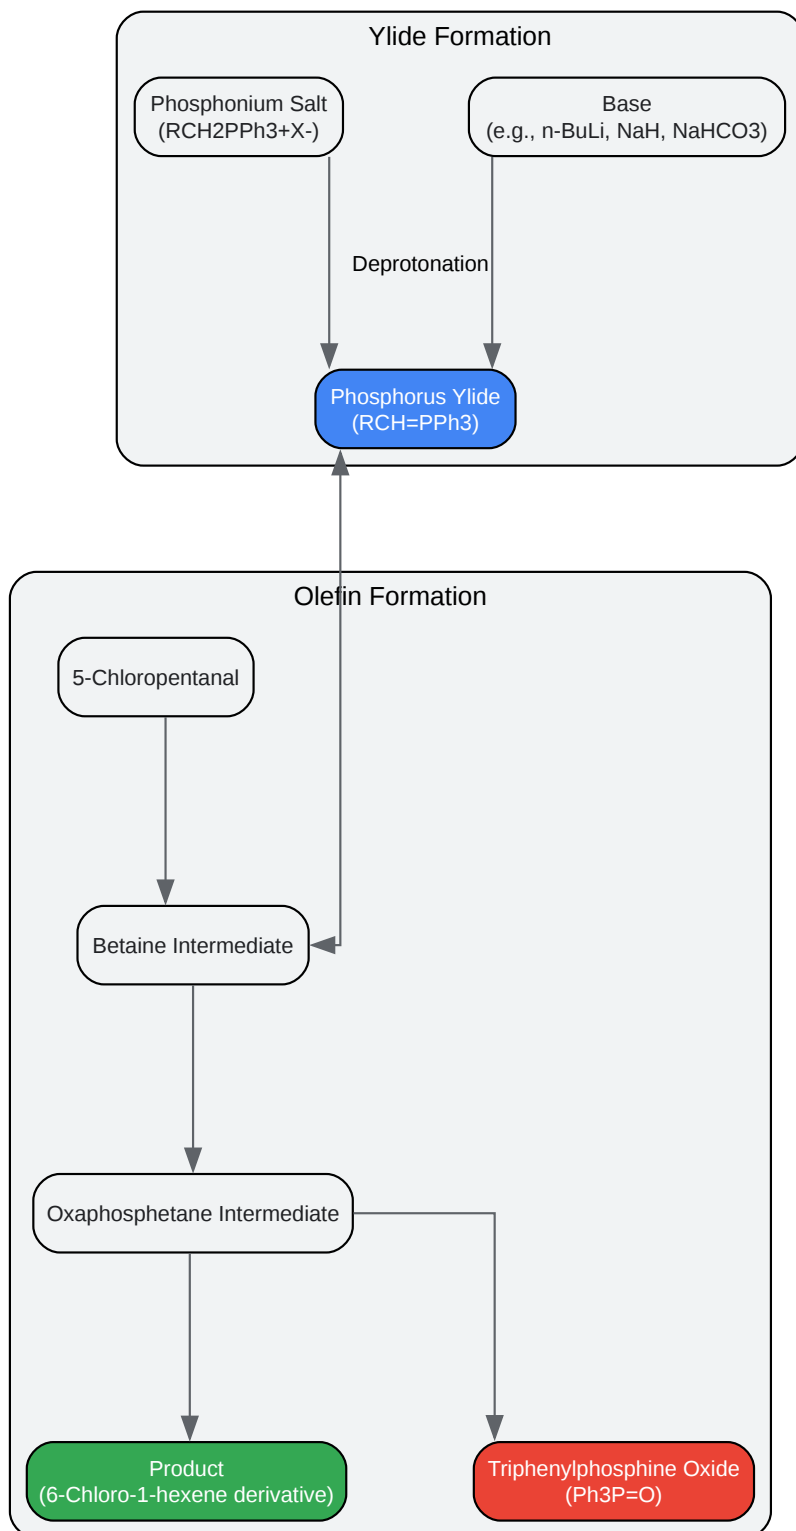 Ylide Formation
Phosphonium Salt
(RCH2PPh3+X-)
Base
(e.g., n-BuLi, NaH, NaHCO3)
Deprotonation
Phosphorus Ylide
(RCH=PPh3)
Olefin Formation
5-Chloropentanal
Betaine Intermediate
Oxaphosphetane Intermediate
Product
(6-Chloro-1-hexene derivative)
Triphenylphosphine Oxide
(Ph3P=O)